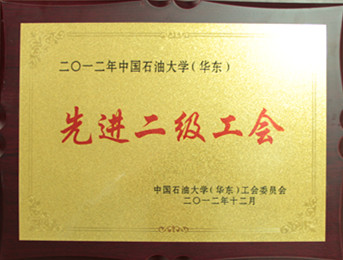 二〇一二年中国石油大学（华东）
先进二级工会
中国石油大学（华东）工会委员会
二〇一二年十二月